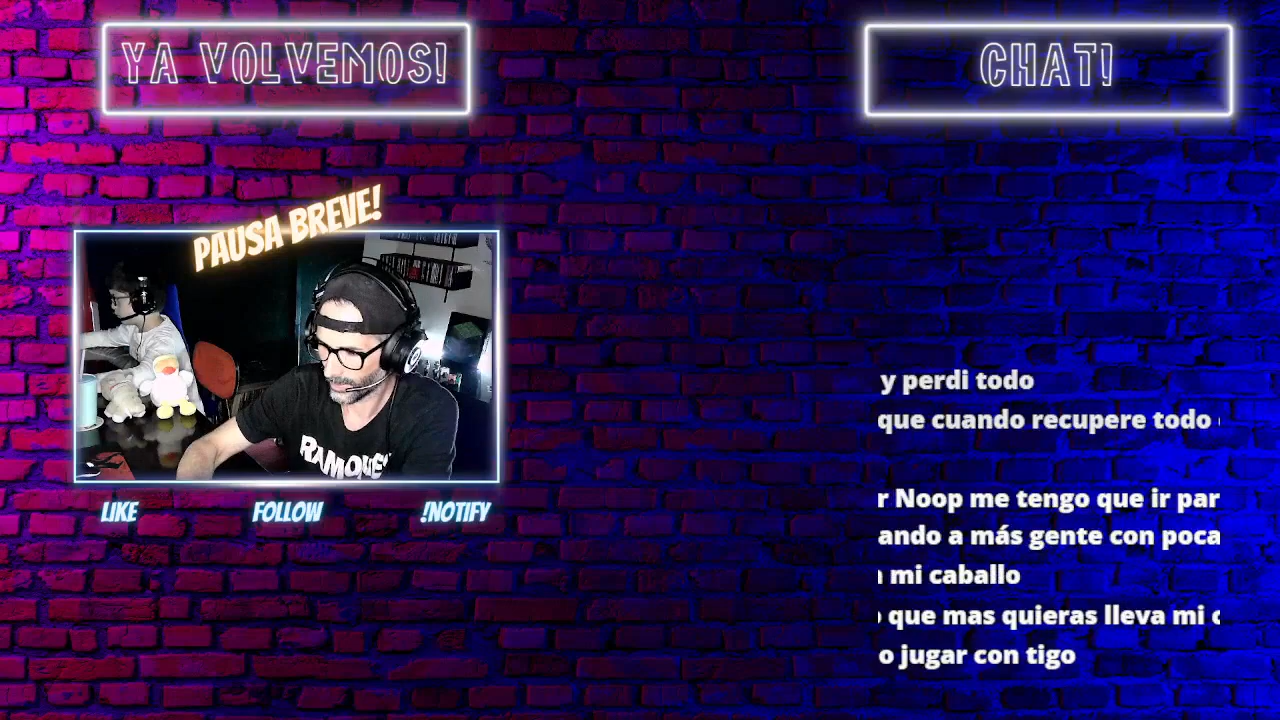 YA VOLVEMOS!
CHAT!
PAUSA BREVE!
RAMONES
LIKE
FOLLOW
!NOTIFY
y perdi todo
que cuando recupere todo
r Noop me tengo que ir par
ando a más gente con poca
mi caballo
que mas quieras lleva mi c
o jugar con tigo